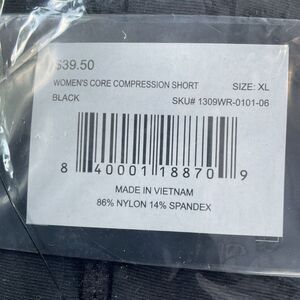 $39.50
WOMEN'S CORE COMPRESSION SHORT SIZE: XL
BLACK SKU# 1309WR-0101-06
8 40001 18870 9
MADE IN VIETNAM
86% NYLON 14% SPANDEX